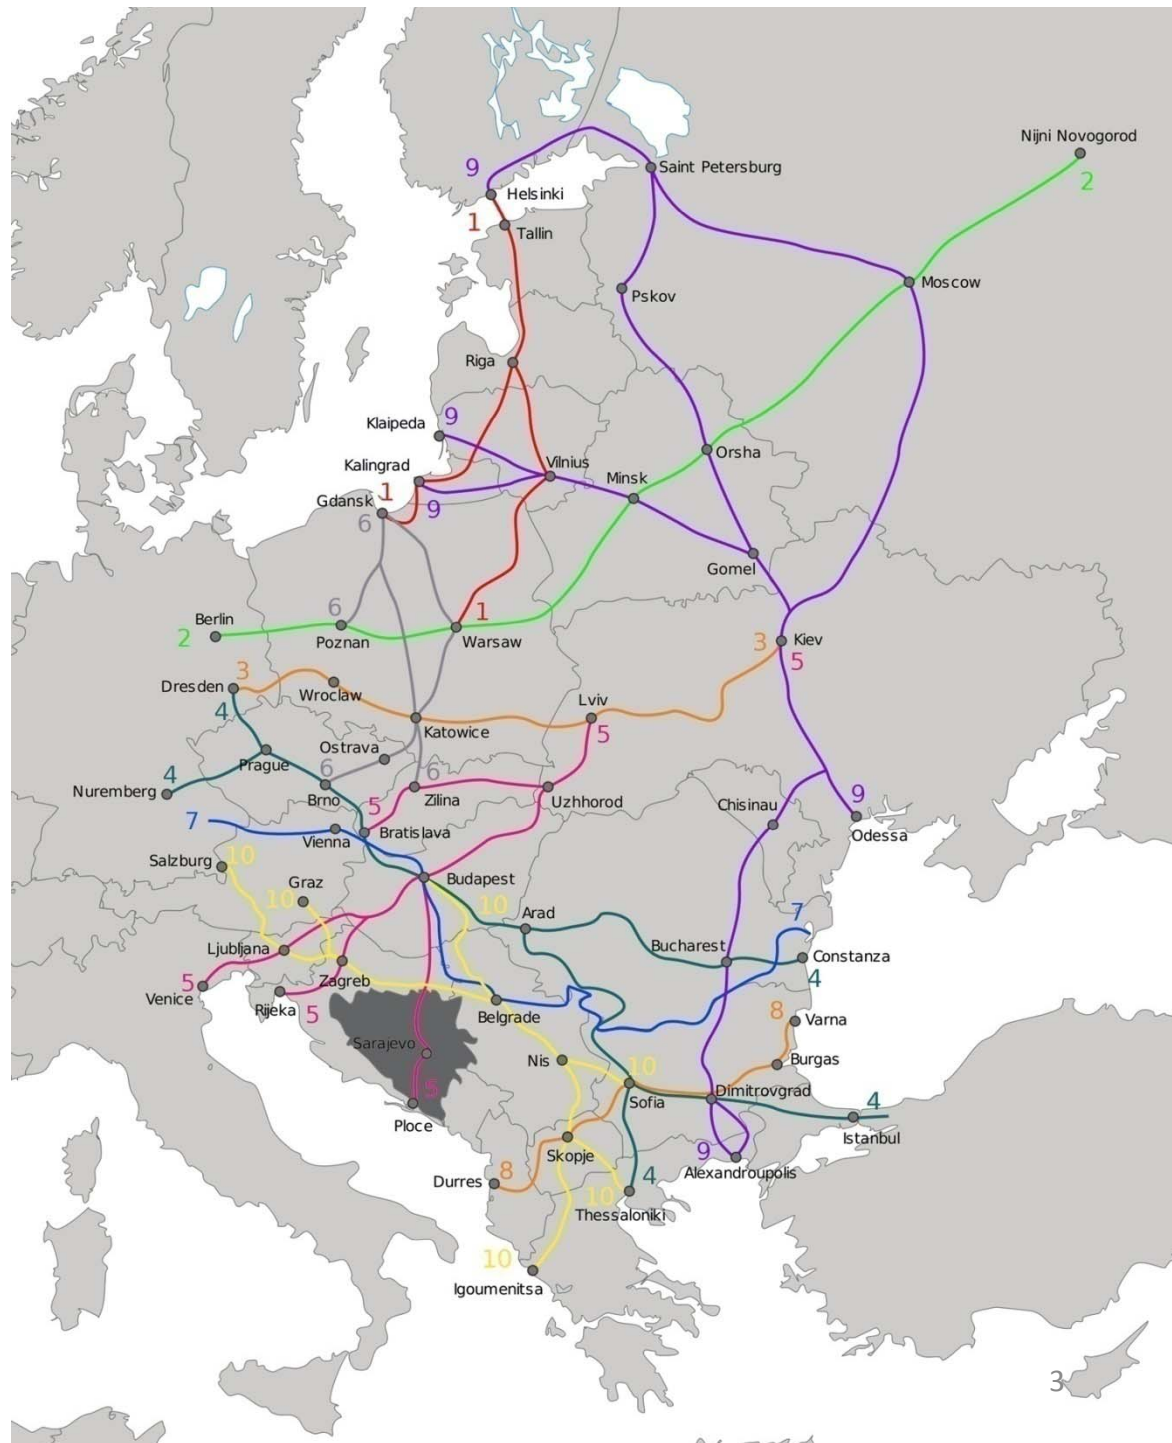 Nijni Novogorod
9
Saint Petersburg
2
Helsinki
1
Tallin
Moscow
Pskov
Riga
Klaipeda
9
Orsha
Kalingrad
Vilnius
Minsk
1
Gdansk
9
6
Gomel
6
1
Berlin
2
Poznan
Warsaw
3
Kiev
5
3
Dresden
Wroclaw
Lviv
4
Katowice
5
Ostrava
Prague
6
6
4
Nuremberg
Brno
Zilina
Uzhhorod
5
Chisinau
9
7
Vienna
Bratislava
Odessa
Salzburg
10
Graz
Budapest
10
10
7
Arad
Ljubljana
Bucharest
Constanza
5
Zagreb
4
Venice
Rijeka
5
Belgrade
8
Varna
Sarajevo
Nis
10
Burgas
5
Sofia
Dimitrovgrad
4
Ploce
Istanbul
Skopje
9
Alexandroupolis
Durres
8
4
10
Thessaloniki
10
Igoumenitsa
3